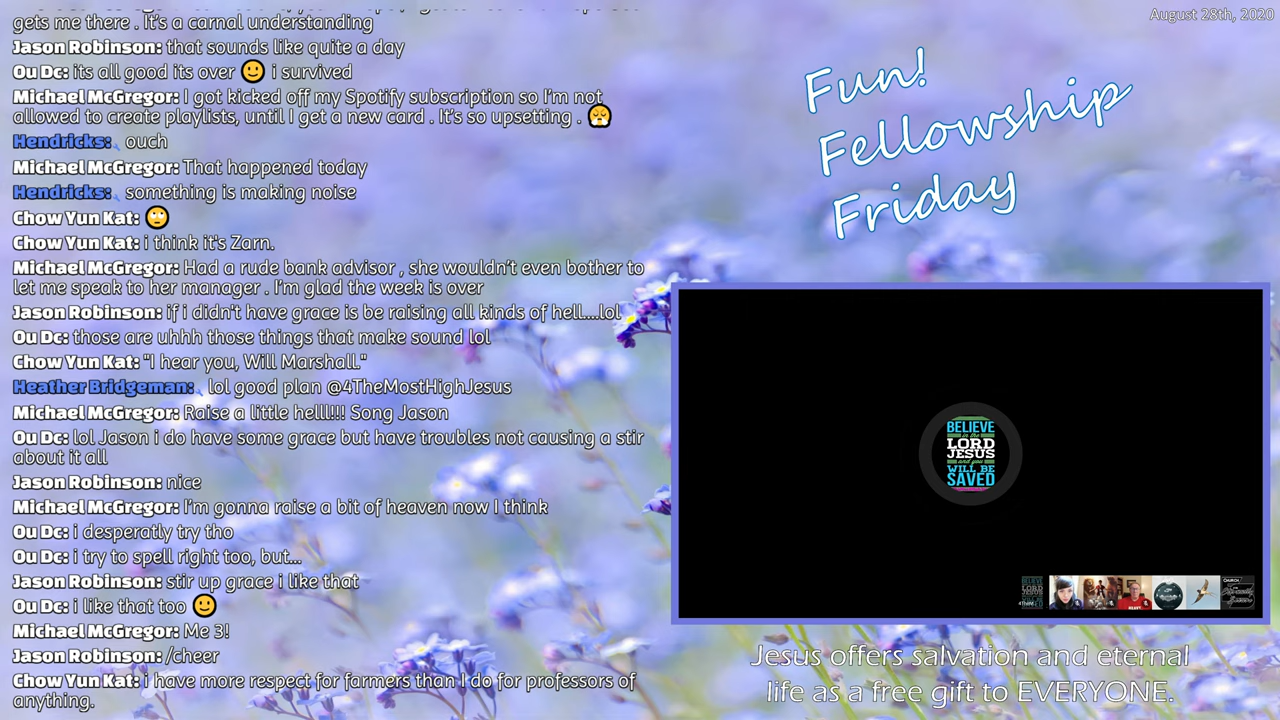 gets me there . It's a carnal understanding
Jason Robinson: that sounds like quite a day
Ou Dc: its all good its over 🙂 i survived
Michael McGregor: I got kicked off my Spotify subscription so I'm not
allowed to create playlists, until I get a new card . It's so upsetting . 😤
Hendricks: ouch
Michael McGregor: That happened today
Hendricks: something is making noise
Chow Yun Kat: 🙄
Chow Yun Kat: i think it's Zarn.
Michael McGregor: Had a rude bank advisor , she wouldn't even bother to
let me speak to her manager . I'm glad the week is over
Jason Robinson: if i didn't have grace is be raising all kinds of hell....lol
Ou Dc: those are uhhh those things that make sound lol
Chow Yun Kat: "I hear you, Will Marshall."
Heather Bridgeman: lol good plan @4TheMostHighJesus
Michael McGregor: Raise a little helll!!! Song Jason
Ou Dc: lol Jason i do have some grace but have troubles not causing a stir
about it all
Jason Robinson: nice
Michael McGregor: I'm gonna raise a bit of heaven now I think
Ou Dc: i desperatly try tho
Ou Dc: i try to spell right too, but...
Jason Robinson: stir up grace i like that
Ou Dc: i like that too 🙂
Michael McGregor: Me 3!
Jason Robinson: /cheer
Chow Yun Kat: i have more respect for farmers than I do for professors of
anything.
August 28th, 2020
Fun!
Fellowship
Friday
BELIEVE
in the
LORD
JESUS
and you
WILL BE
SAVED
Jesus offers salvation and eternal
life as a free gift to EVERYONE.